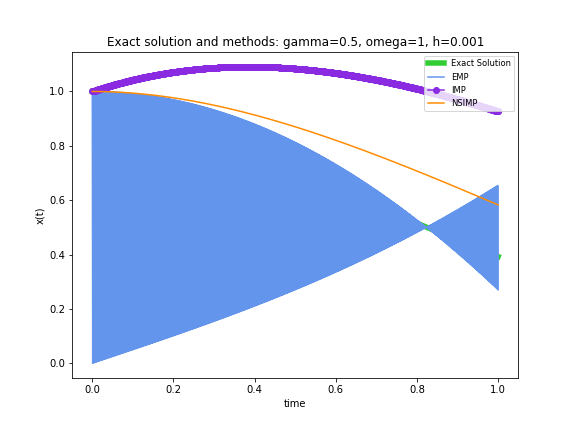 Exact solution and methods: gamma=0.5, omega=1, h=0.001
Exact Solution
EMP
IMP
NSIMP
x(t)
1.0
0.8
0.6
0.4
0.2
0.0
0.0 0.2 0.4 0.6 0.8 1.0
time